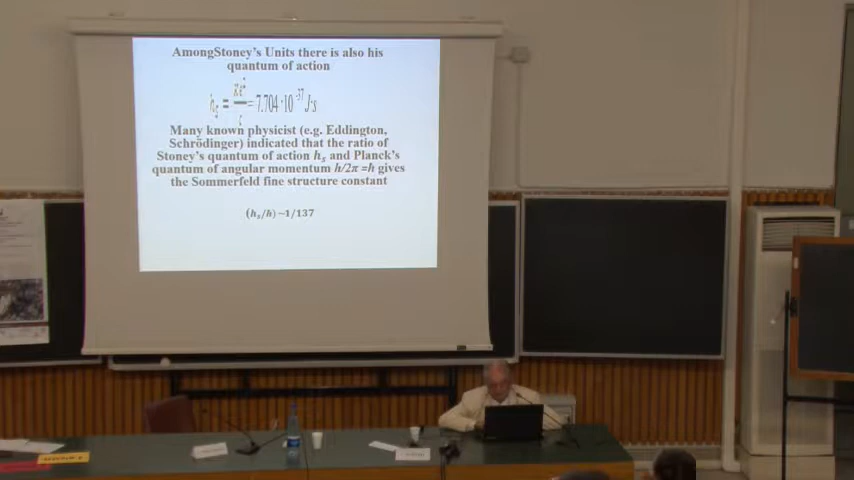 AmongStoney's Units there is also his
quantum of action
hₛ = κe²/c = 7.704 · 10⁻³⁷ J·s
Many known physicist (e.g. Eddington,
Schrödinger) indicated that the ratio of
Stoney's quantum of action hₛ and Planck's
quantum of angular momentum h/2π =ħ gives
the Sommerfeld fine structure constant
(hₛ/ħ) ~1/137